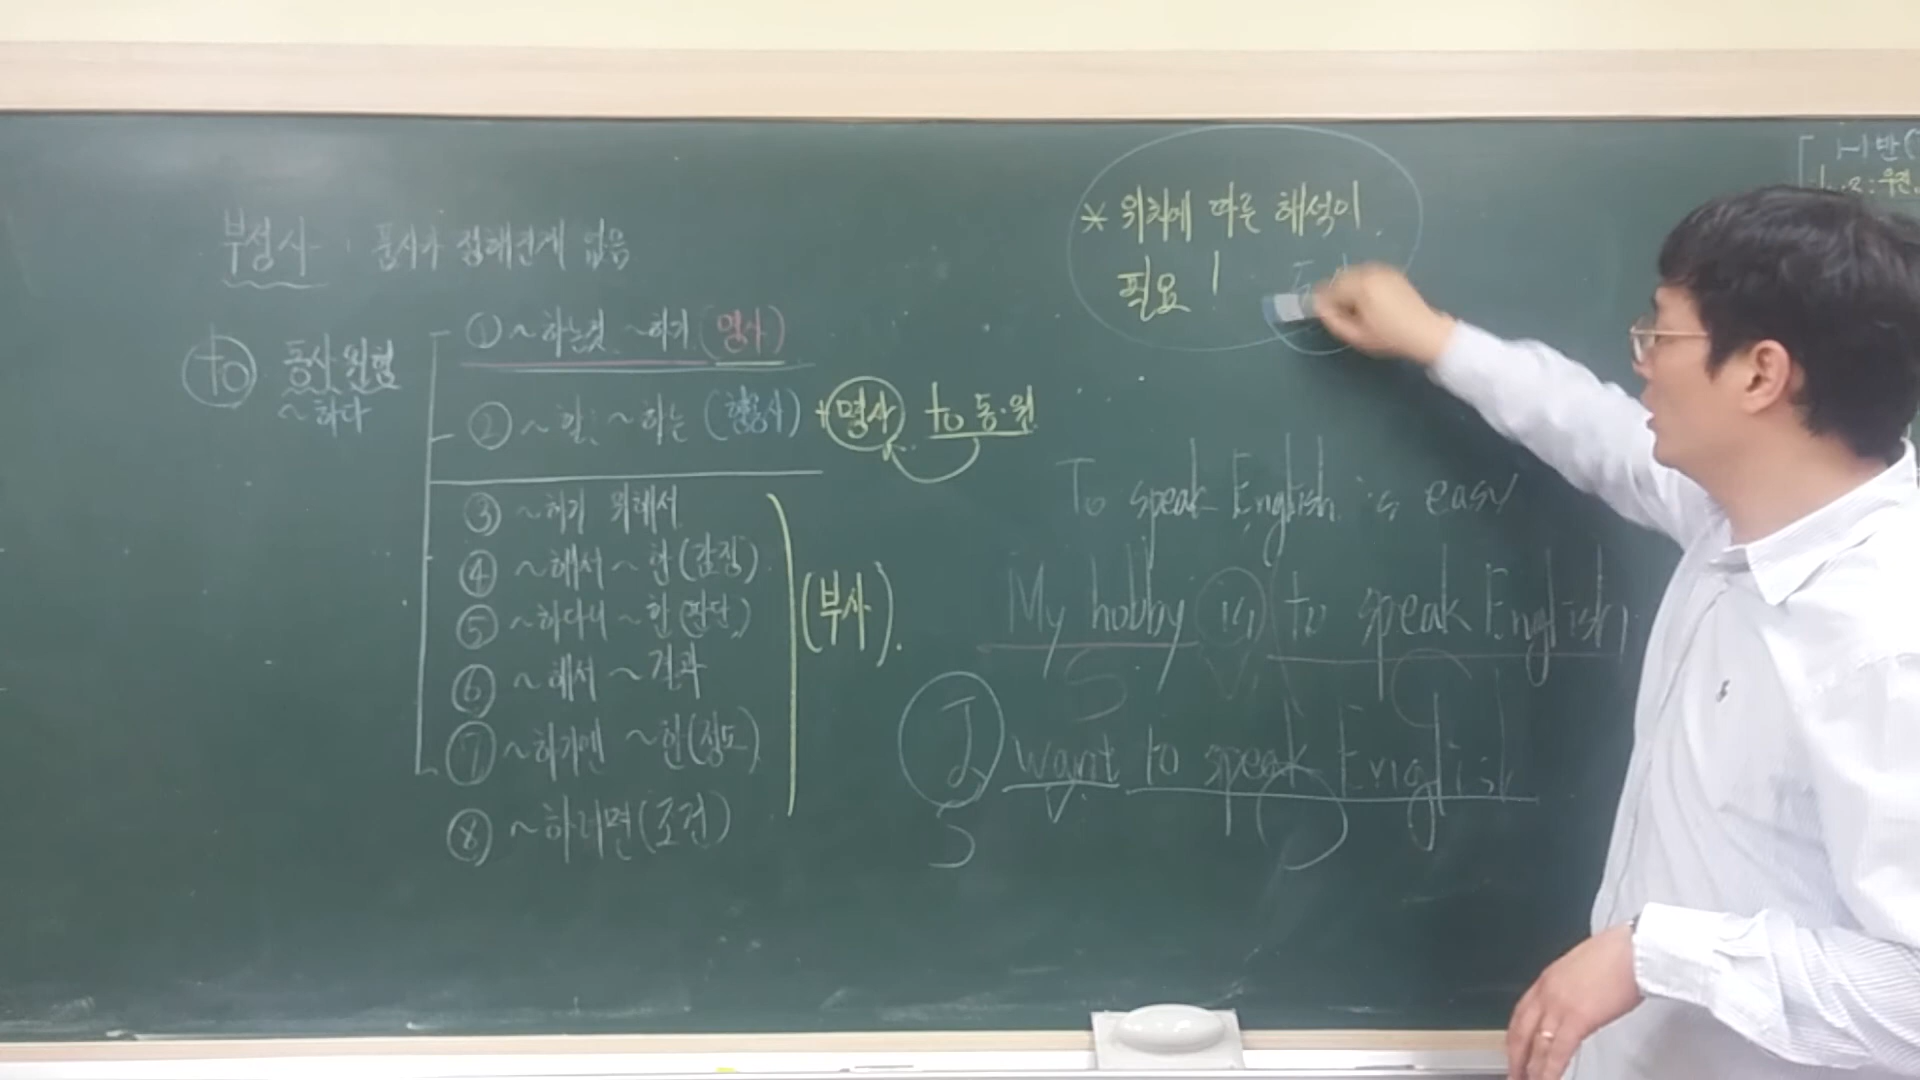 부정사 : 품사가 정해진게 없음
to 동사원형
~하다
① ~하는것 ~하기 (명사)
② ~할, ~하는 (형용사) * 명사 to 동·원
③ ~하기 위해서
④ ~해서 ~한 (감정)
⑤ ~하다니 ~한 (판단)
⑥ ~해서 ~결과
⑦ ~하기엔 ~한 (정도)
⑧ ~하려면 (조건)
(부사).
* 위치에 따른 해석이
필요!
To speak English is easy
My hobby is to speak English
S V C
I want to speak English
S V O
1-1반